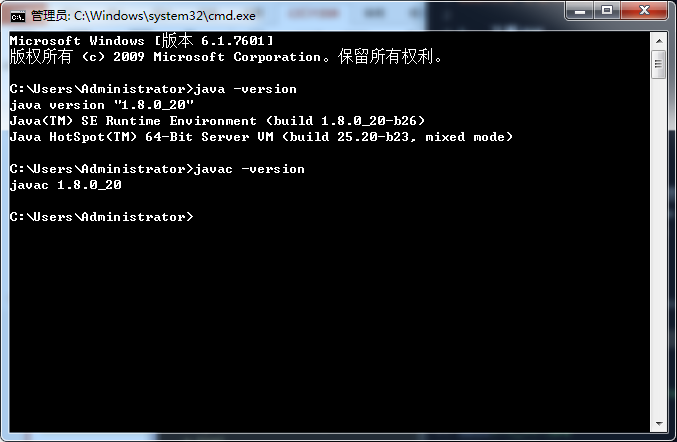 管理员: C:\Windows\system32\cmd.exe
Microsoft Windows [版本 6.1.7601]
版权所有 (c) 2009 Microsoft Corporation。保留所有权利。
C:\Users\Administrator>java -version
java version "1.8.0_20"
Java(TM) SE Runtime Environment (build 1.8.0_20-b26)
Java HotSpot(TM) 64-Bit Server VM (build 25.20-b23, mixed mode)
C:\Users\Administrator>javac -version
javac 1.8.0_20
C:\Users\Administrator>